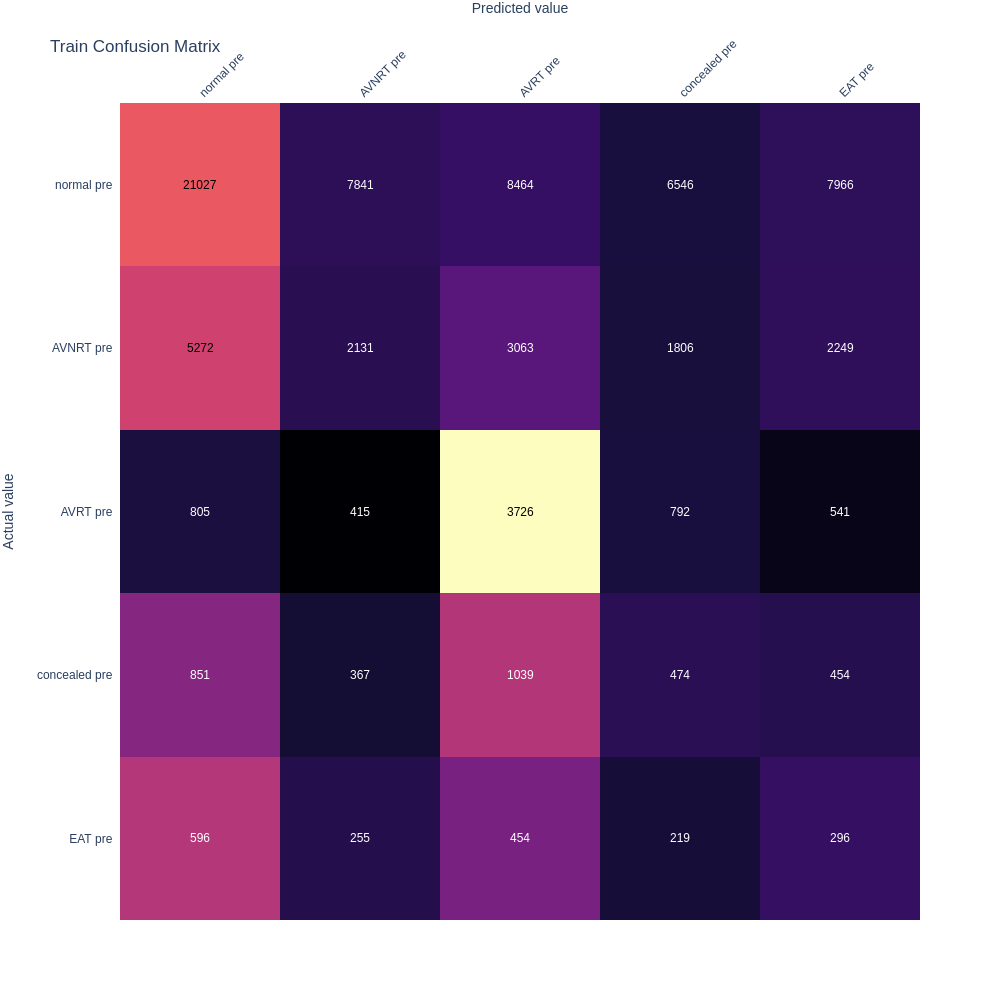 Predicted value
Train Confusion Matrix
normal pre AVNRT pre AVRT pre concealed pre EAT pre
normal pre 21027 7841 8464 6546 7966
AVNRT pre 5272 2131 3063 1806 2249
Actual value
AVRT pre 805 415 3726 792 541
concealed pre 851 367 1039 474 454
EAT pre 596 255 454 219 296